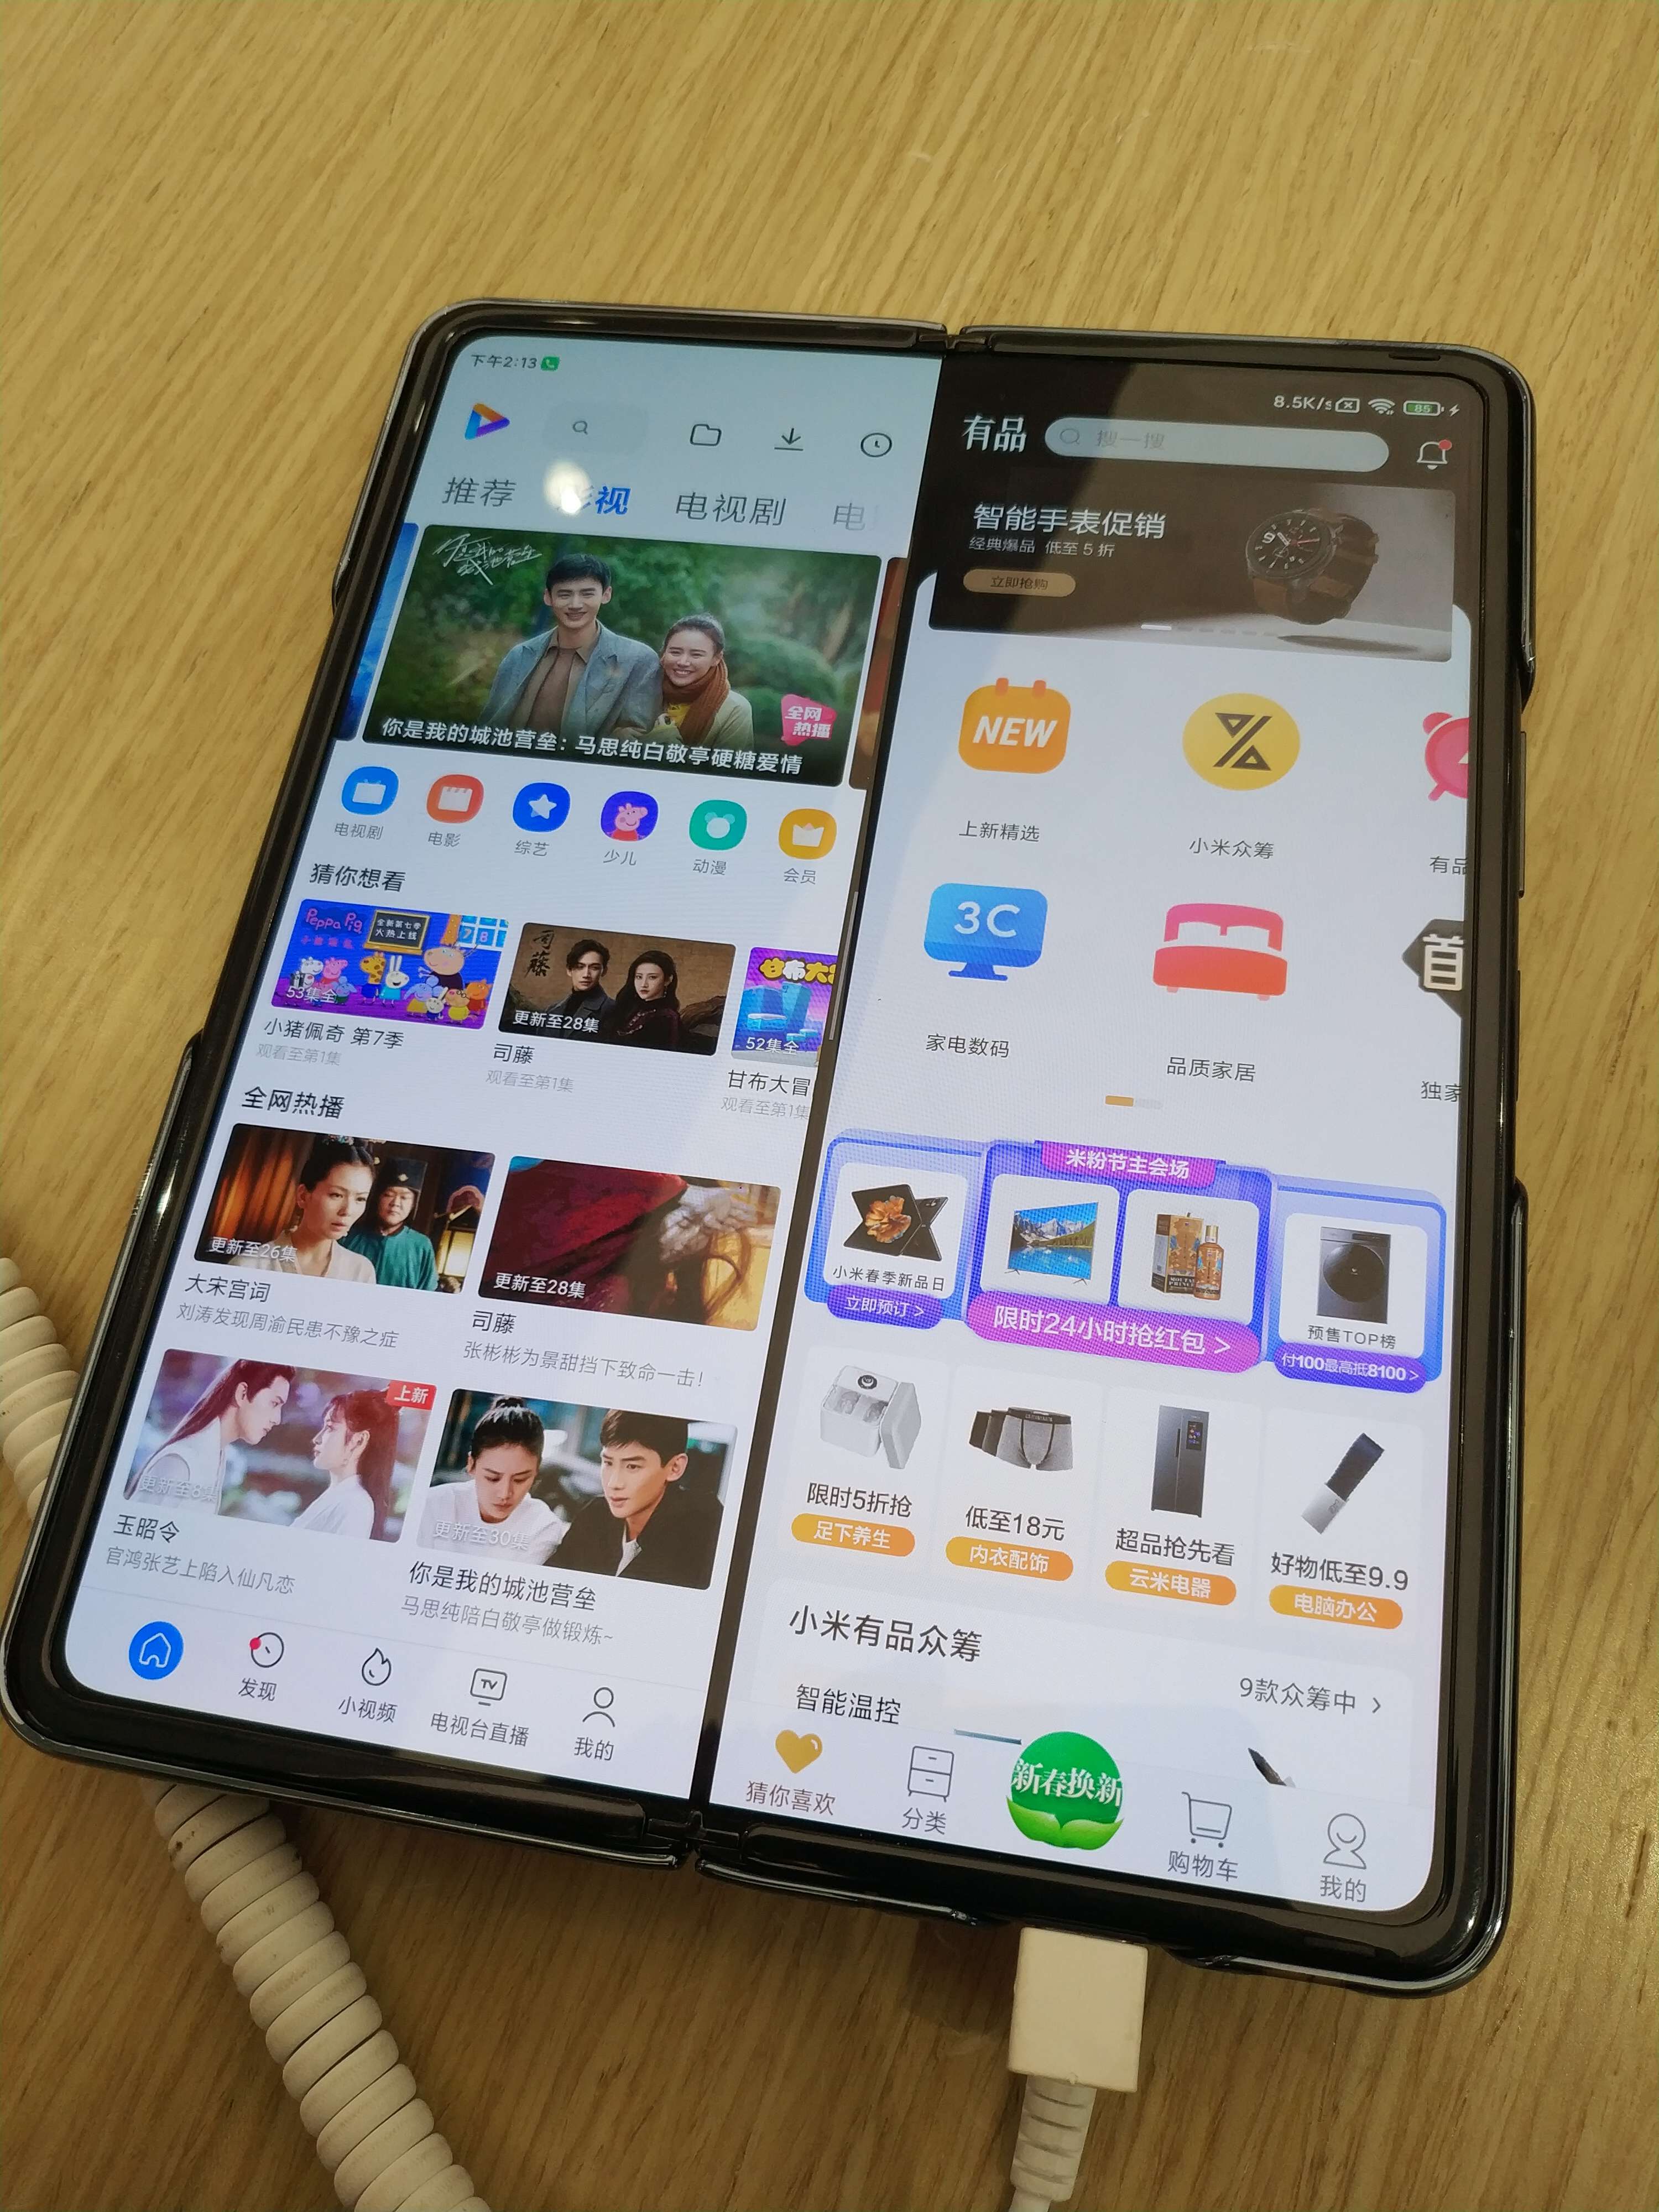 下午2:13
推荐 影视 电视剧 电
你是我的城池营垒：马思纯白敬亭硬糖爱情
全网
热播
电视剧 电影 综艺 少儿 动漫 会员
猜你想看
Peppa Pig
全新第七季
火热上线
7 8
53集全
小猪佩奇 第7季
观看至第1集
司藤
更新至28集
司藤
观看至第1集
甘布大
52集全
甘布大冒
观看至第1集
全网热播
更新至26集
大宋宫词
刘涛发现周渝民患不豫之症
更新至28集
司藤
张彬彬为景甜挡下致命一击！
上新
更新至8集
玉昭令
官鸿张艺上陷入仙凡恋
更新至30集
你是我的城池营垒
马思纯陪白敬亭做锻炼~
发现 小视频 电视台直播 我的
TV
8.5K/s 85
有品 搜一搜
智能手表促销
经典爆品 低至5折
立即抢购
NEW
上新精选 小米众筹 有品
3C
首
家电数码 品质家居 独家
米粉节主会场
小米春季新品日
立即预订 >
限时24小时抢红包 >
预售TOP榜
付100最高抵8100 >
限时5折抢
足下养生
低至18元
内衣配饰
超品抢先看
云米电器
好物低至9.9
电脑办公
小米有品众筹
9款众筹中 >
智能温控
猜你喜欢 分类 新春换新 购物车 我的